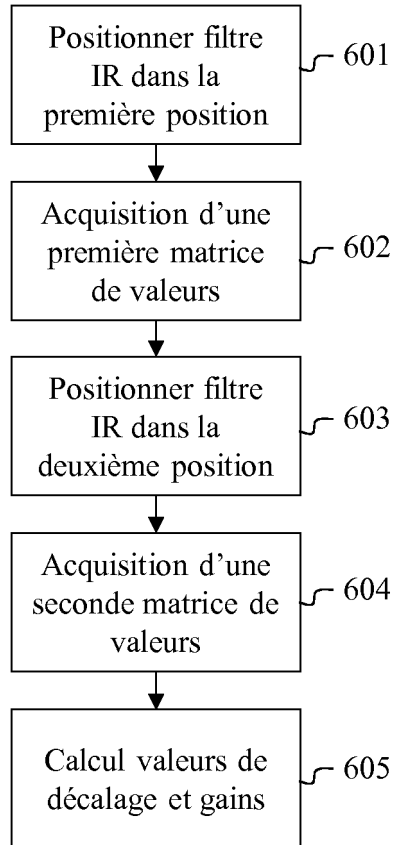 Positionner filtre
IR dans la
première position
601
Acquisition d'une
première matrice
de valeurs
602
Positionner filtre
IR dans la
deuxième position
603
Acquisition d'une
seconde matrice de
valeurs
604
Calcul valeurs de
décalage et gains
605